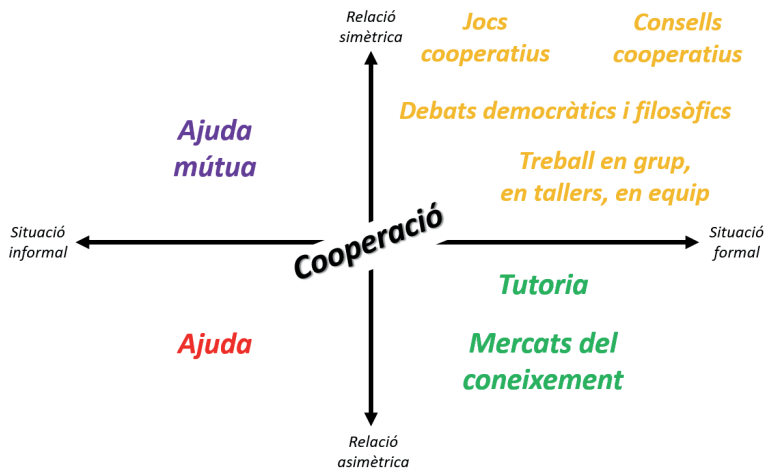 Relació
simètrica
Jocs
cooperatius
Consells
cooperatius
Debats democràtics i filosòfics
Ajuda
mútua
Treball en grup,
en tallers, en equip
Situació
informal
Cooperació
Situació
formal
Tutoria
Ajuda
Mercats del
coneixement
Relació
asimètrica